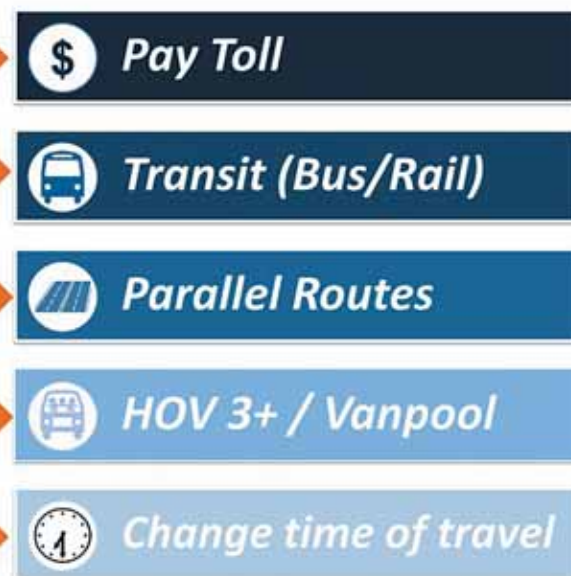 $ Pay Toll
Transit (Bus/Rail)
Parallel Routes
HOV 3+ / Vanpool
Change time of travel